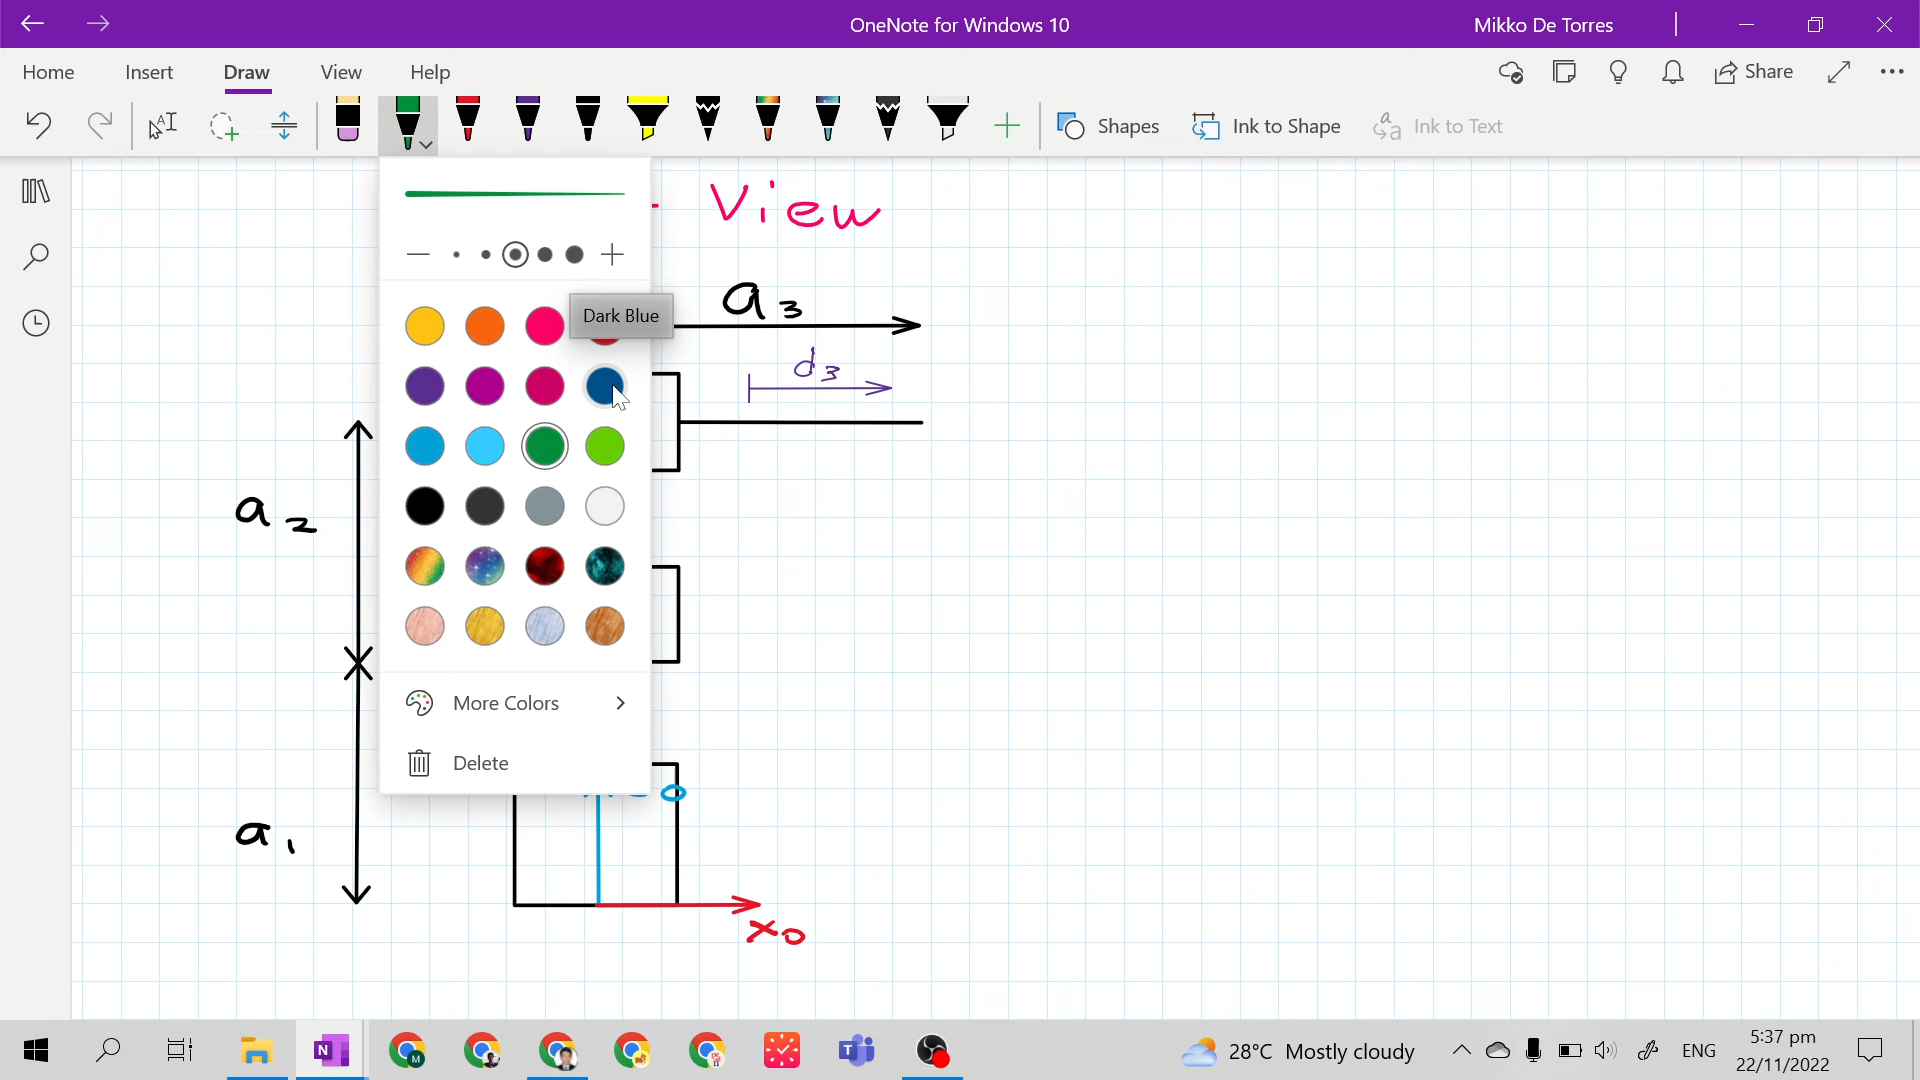 OneNote for Windows 10
Mikko De Torres
Home Insert Draw View Help
Share
Shapes
Ink to Shape
Ink to Text
View
a3
Dark Blue
d3
a2
More Colors
Delete
a1
x0
N
M
28°C Mostly cloudy
ENG
5:37 pm
22/11/2022